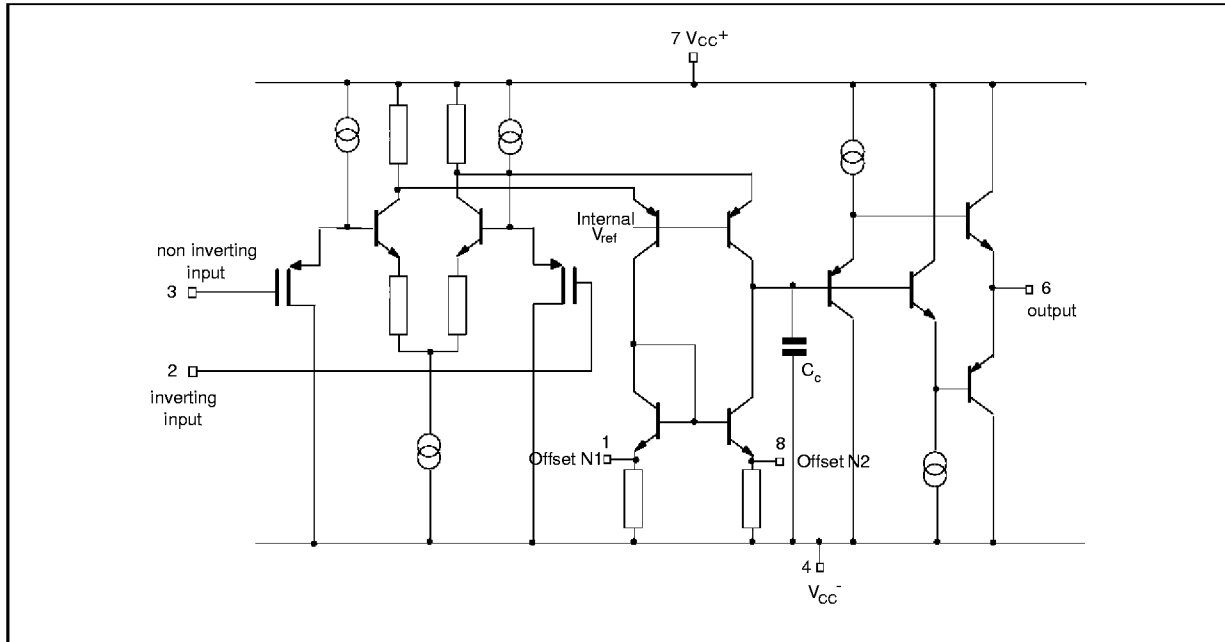 7 VCC+
Internal
Vref
non inverting
input
3
6
output
2
inverting
input
Cc
1
Offset N1
8
Offset N2
4
VCC-